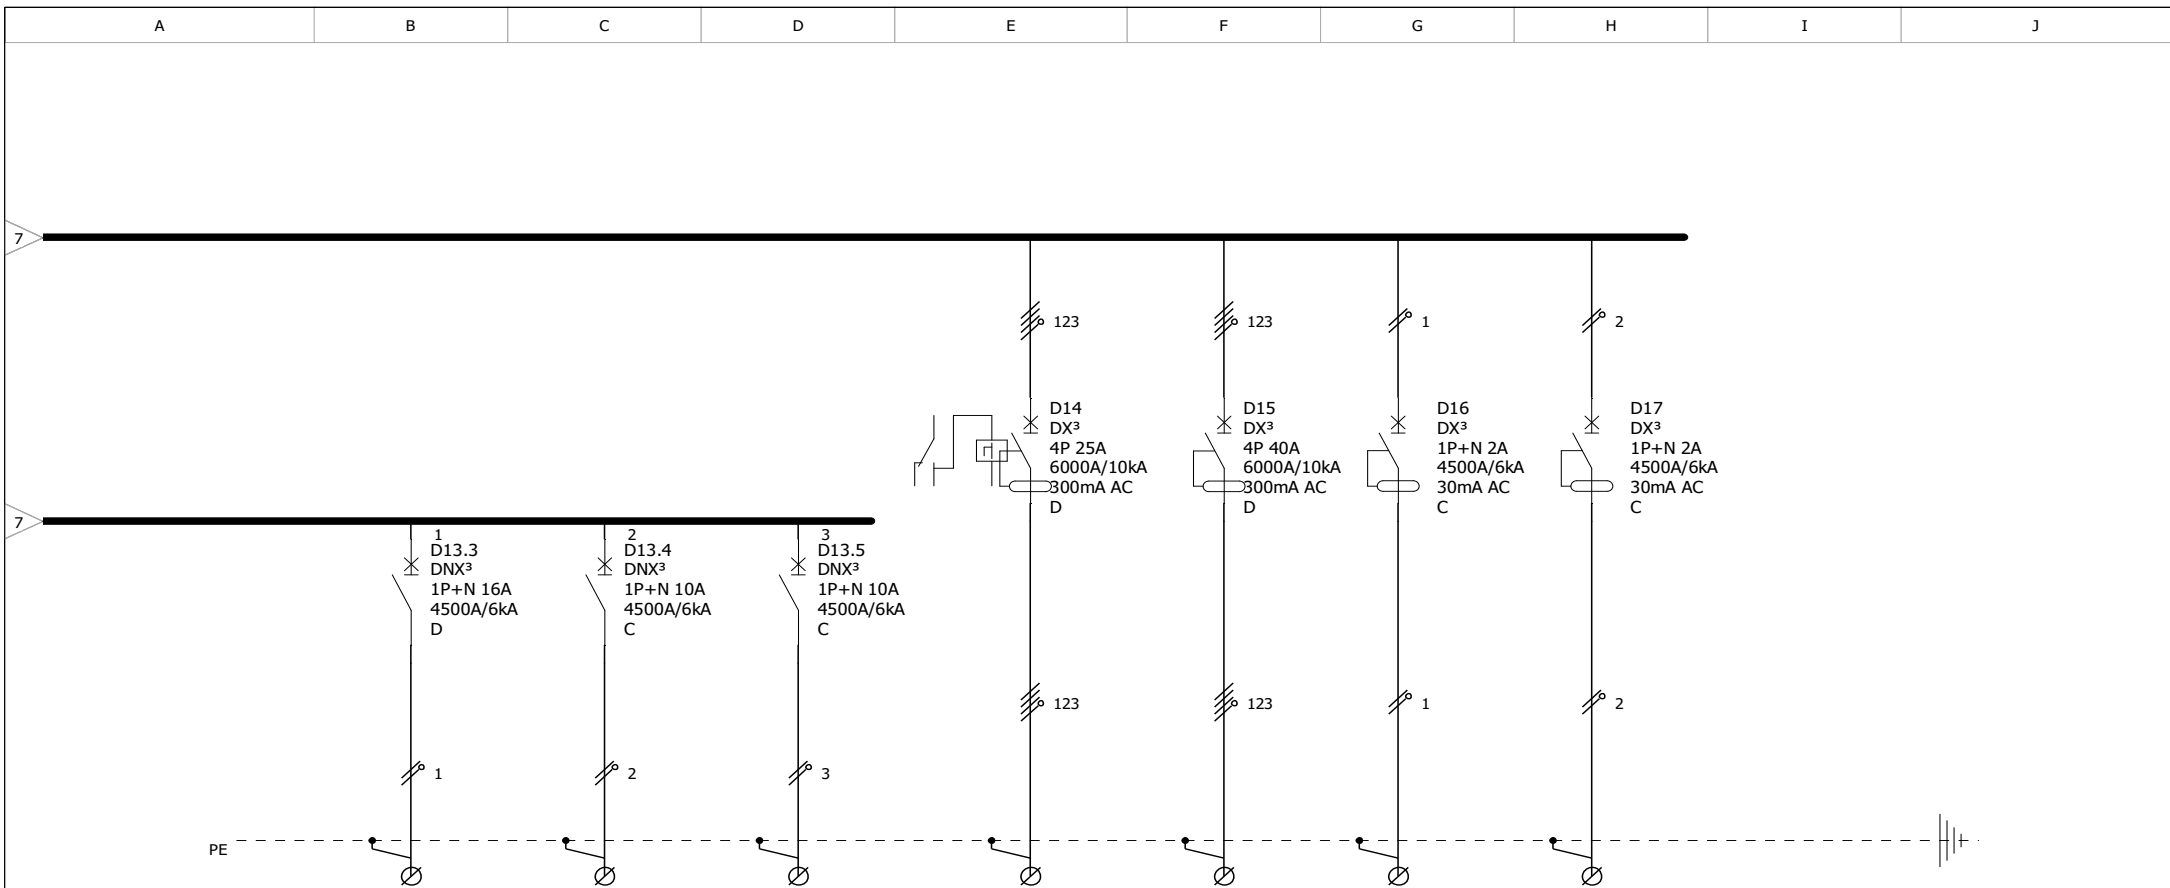 A B C D E F G H I J
7
123 123 1 2
D14
DX³
4P 25A
6000A/10kA
300mA AC
D
D15
DX³
4P 40A
6000A/10kA
300mA AC
D
D16
DX³
1P+N 2A
4500A/6kA
30mA AC
C
D17
DX³
1P+N 2A
4500A/6kA
30mA AC
C
7
1
D13.3
DNX³
1P+N 16A
4500A/6kA
D
2
D13.4
DNX³
1P+N 10A
4500A/6kA
C
3
D13.5
DNX³
1P+N 10A
4500A/6kA
C
123 123 1 2
1 2 3
PE